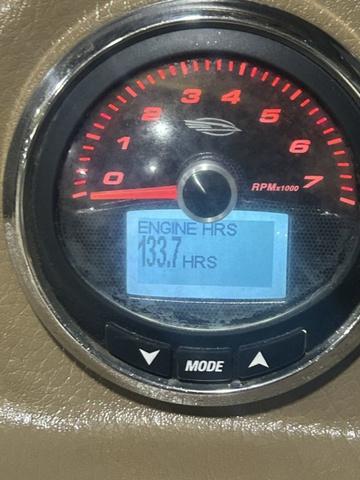 0 1 2 3 4 5 6 7
RPMx1000
ENGINE HRS
133.7 HRS
MODE